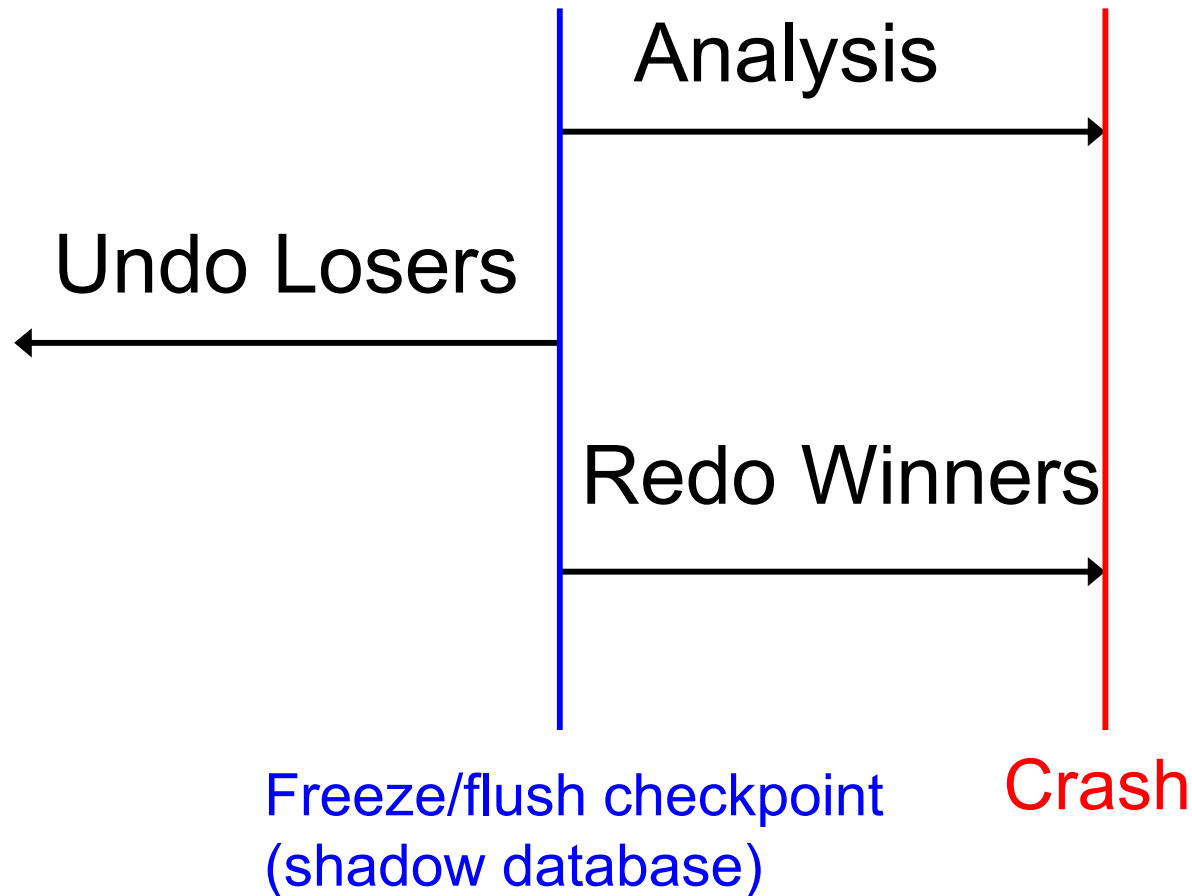 Analysis
Undo Losers
Redo Winners
Freeze/flush checkpoint
(shadow database)
Crash